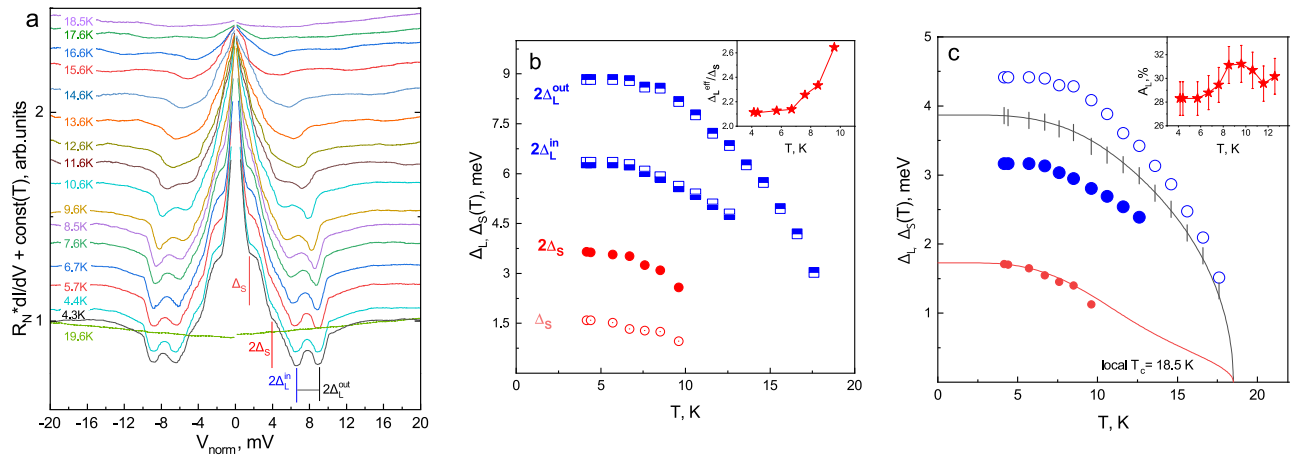 a
R_N*dI/dV + const(T), arb.units
2
1
18.5K
17.6K
16.6K
15.6K
14.6K
13.6K
12.6K
11.6K
10.6K
9.6K
8.5K
7.6K
6.7K
5.7K
4.4K
4.3K
19.6K
Δ_S
2Δ_S
2Δ_L^in
2Δ_L^out
-20 -16 -12 -8 -4 0 4 8 12 16 20
V_norm, mV
b
Δ_L, Δ_S(T), meV
9
7.5
6
4.5
3
1.5
2Δ_L^out
2Δ_L^in
2Δ_S
Δ_S
0 5 10 15 20
T, K
Δ_L^eff/Δ_S
2.6
2.4
2.2
2.0
4 6 8 10
T, K
c
Δ_L, Δ_S(T), meV
5
4
3
2
1
0
local T_c= 18.5 K
0 5 10 15 20
T, K
A_L,%
32
30
28
26
4 6 8 10 12
T, K